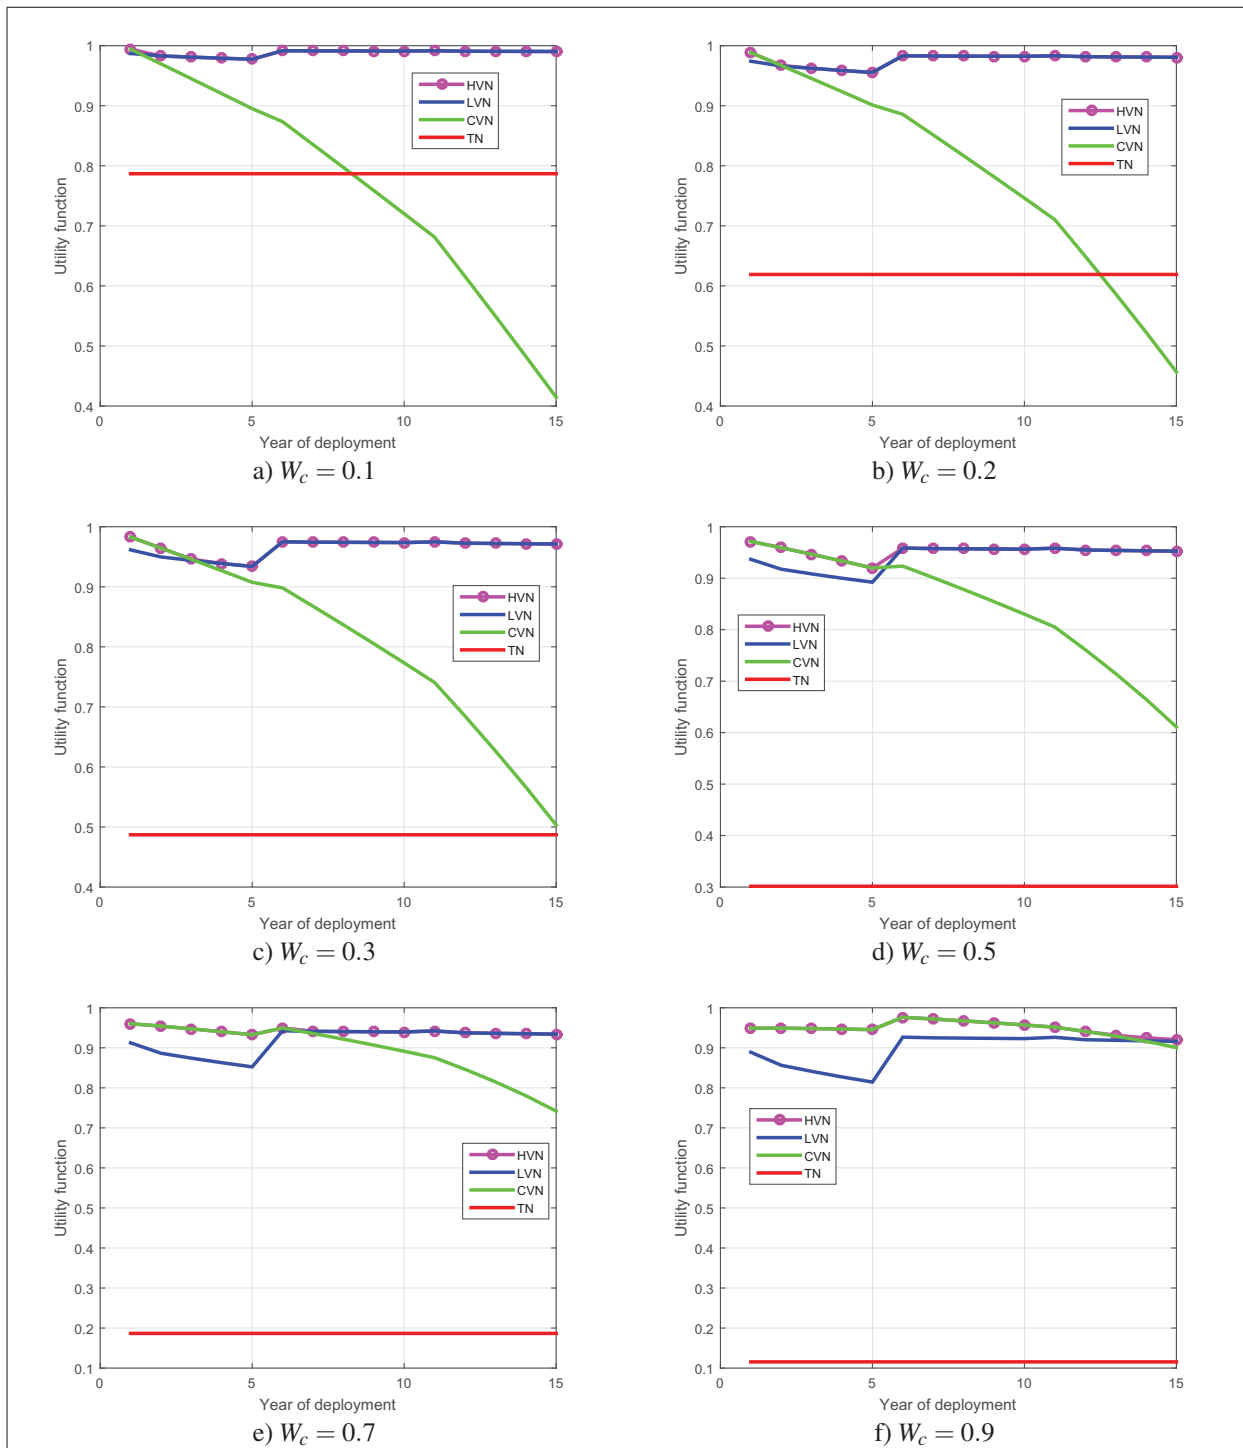 1
0.9
0.8
0.7
0.6
0.5
0.4
Utility function
0 5 10 15
Year of deployment
HVN
LVN
CVN
TN
a) W_c = 0.1
1
0.9
0.8
0.7
0.6
0.5
0.4
Utility function
0 5 10 15
Year of deployment
HVN
LVN
CVN
TN
b) W_c = 0.2
1
0.9
0.8
0.7
0.6
0.5
0.4
Utility function
0 5 10 15
Year of deployment
HVN
LVN
CVN
TN
c) W_c = 0.3
1
0.9
0.8
0.7
0.6
0.5
0.4
0.3
Utility function
0 5 10 15
Year of deployment
HVN
LVN
CVN
TN
d) W_c = 0.5
1
0.9
0.8
0.7
0.6
0.5
0.4
0.3
0.2
0.1
Utility function
0 5 10 15
Year of deployment
HVN
LVN
CVN
TN
e) W_c = 0.7
1
0.9
0.8
0.7
0.6
0.5
0.4
0.3
0.2
0.1
Utility function
0 5 10 15
Year of deployment
HVN
LVN
CVN
TN
f) W_c = 0.9